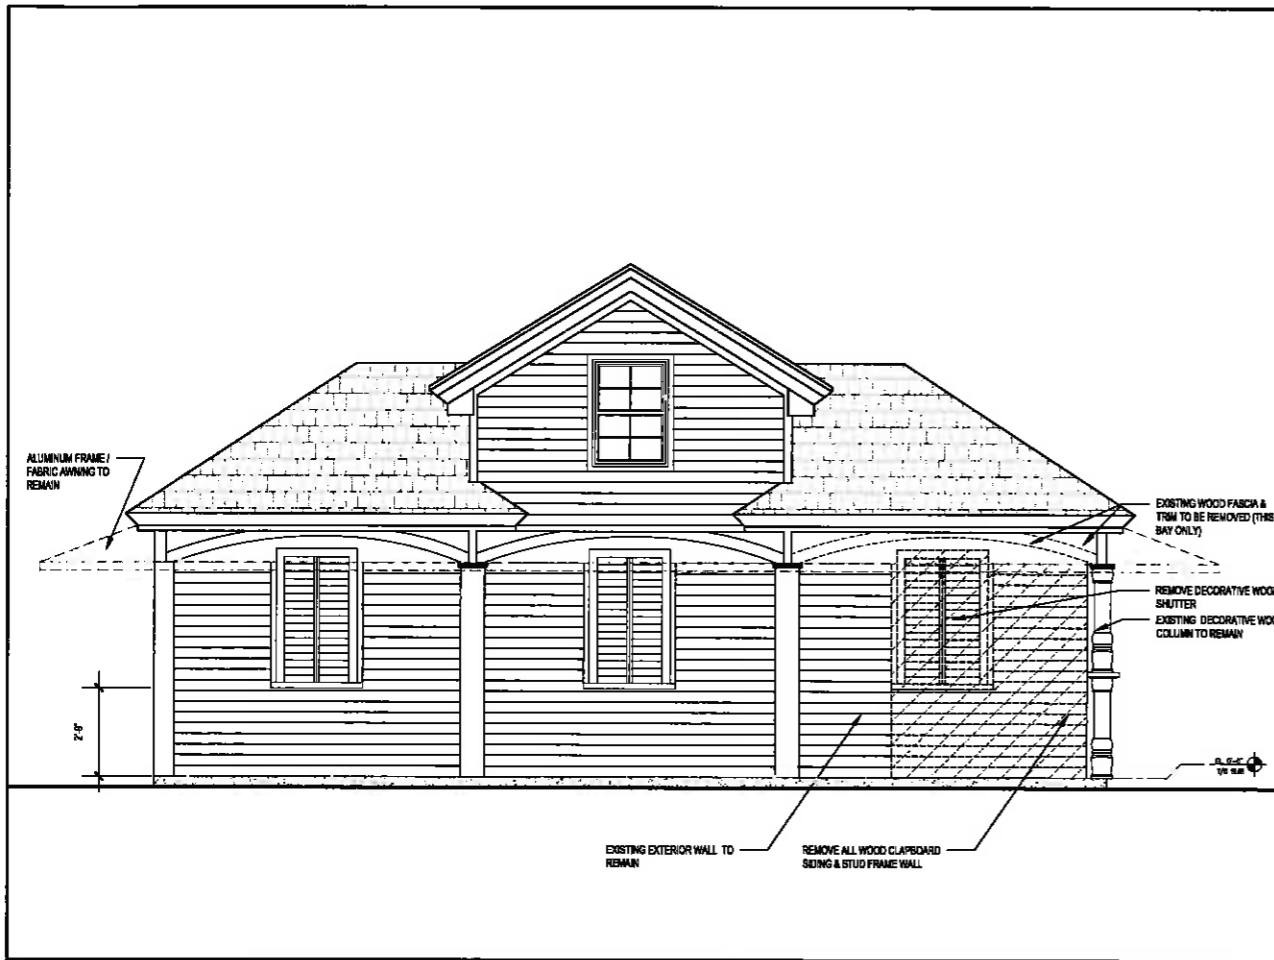 ALUMINUM FRAME /
FABRIC AWNING TO
REMAIN
EXISTING WOOD FASCIA &
TRIM TO BE REMOVED (THIS
BAY ONLY)
REMOVE DECORATIVE WOO
SHUTTER
EXISTING DECORATIVE WOO
COLUMN TO REMAIN
EXISTING EXTERIOR WALL TO
REMAIN
REMOVE ALL WOOD CLAPBOARD
SIDING & STUD FRAME WALL